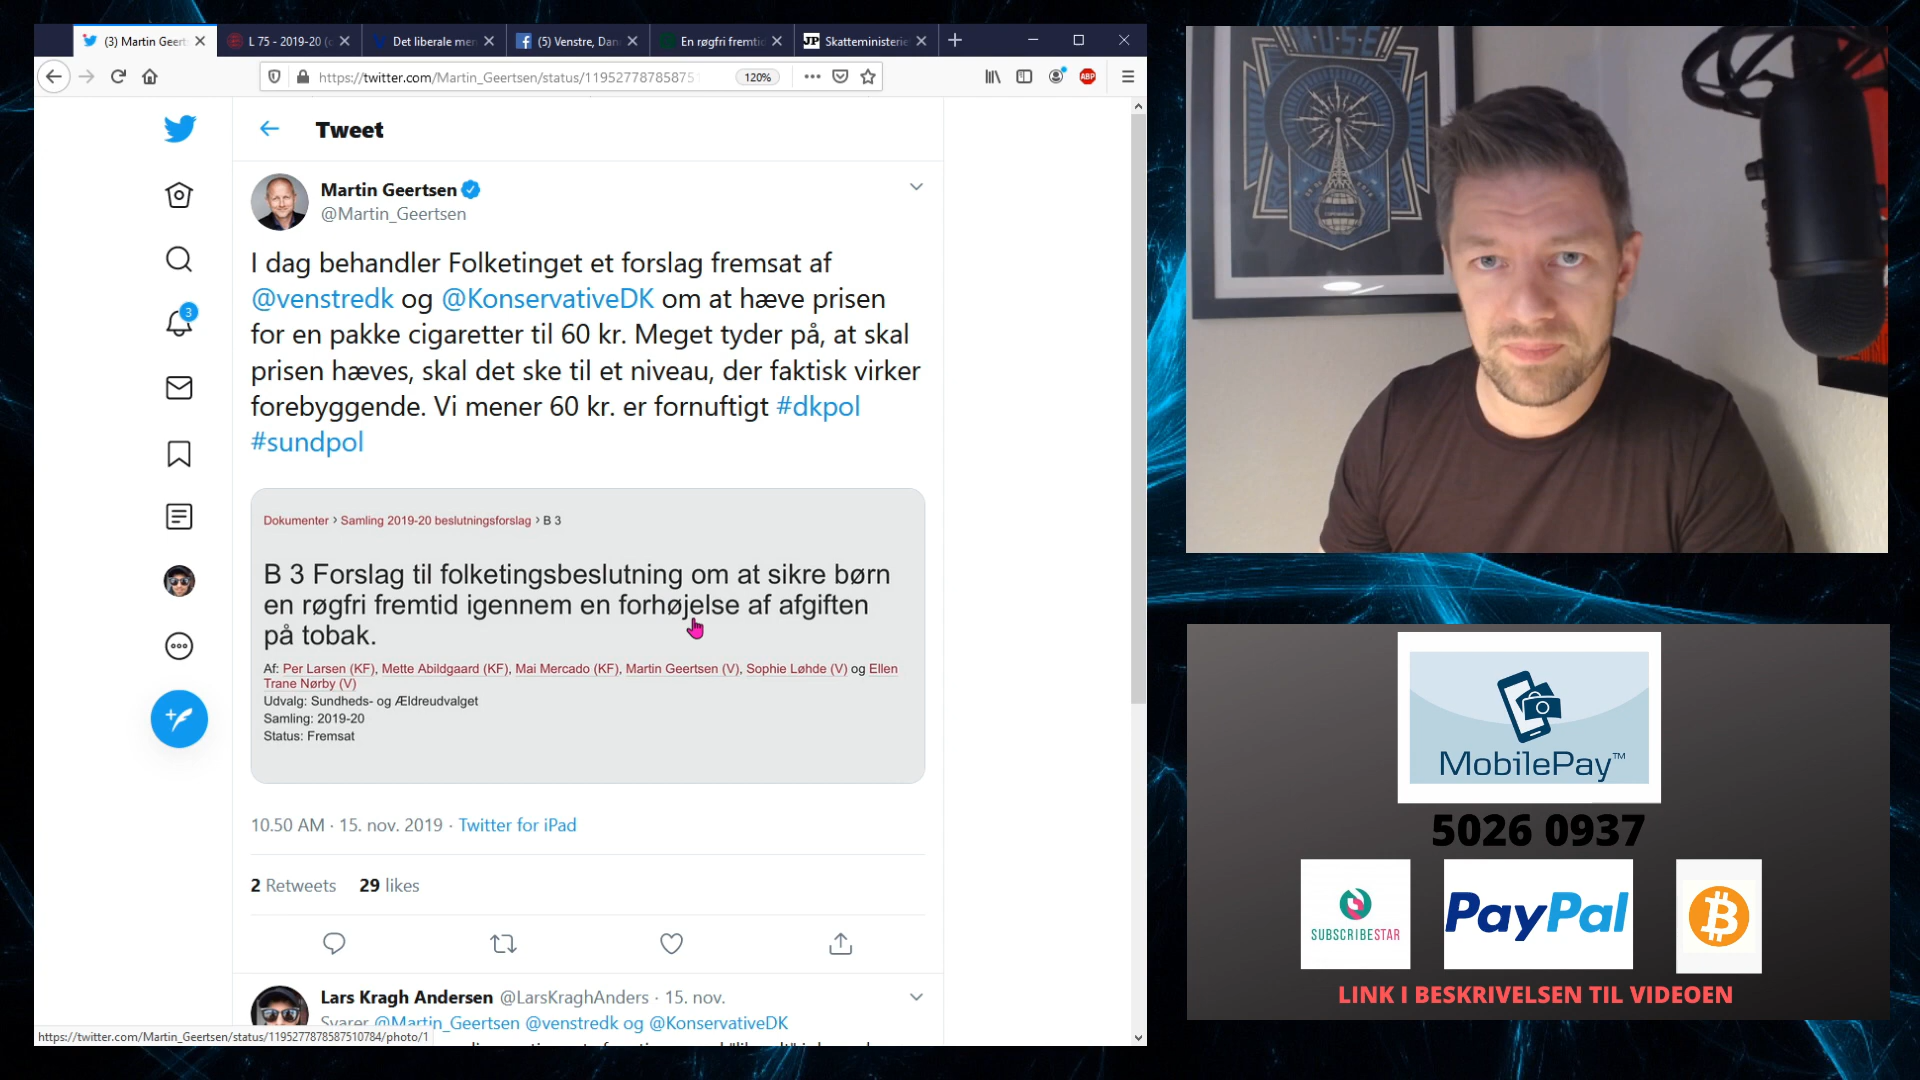 (3) Martin Geerts
L 75 - 2019-20 (
Det liberale men
(5) Venstre, Dan
En røgfri fremtid
JP
Skatteministerie
https://twitter.com/Martin_Geertsen/status/11952778785875
120%
ABP
Tweet
Martin Geertsen
@Martin_Geertsen
I dag behandler Folketinget et forslag fremsat af
@venstredk og @KonservativeDK om at hæve prisen
for en pakke cigaretter til 60 kr. Meget tyder på, at skal
prisen hæves, skal det ske til et niveau, der faktisk virker
forebyggende. Vi mener 60 kr. er fornuftigt #dkpol
#sundpol
3
Dokumenter › Samling 2019-20 beslutningsforslag › B 3
B 3 Forslag til folketingsbeslutning om at sikre børn
en røgfri fremtid igennem en forhøjelse af afgiften
på tobak.
Af: Per Larsen (KF), Mette Abildgaard (KF), Mai Mercado (KF), Martin Geertsen (V), Sophie Løhde (V) og Ellen
Trane Nørby (V)
Udvalg: Sundheds- og Ældreudvalget
Samling: 2019-20
Status: Fremsat
10.50 AM · 15. nov. 2019 · Twitter for iPad
2 Retweets 29 likes
Lars Kragh Andersen @LarsKraghAnders · 15. nov.
Svarer @Martin_Geertsen @venstredk og @KonservativeDK
https://twitter.com/Martin_Geertsen/status/1195277878587510784/photo/1
MUSE
MobilePay™
5026 0937
SUBSCRIBESTAR
PayPal
LINK I BESKRIVELSEN TIL VIDEOEN